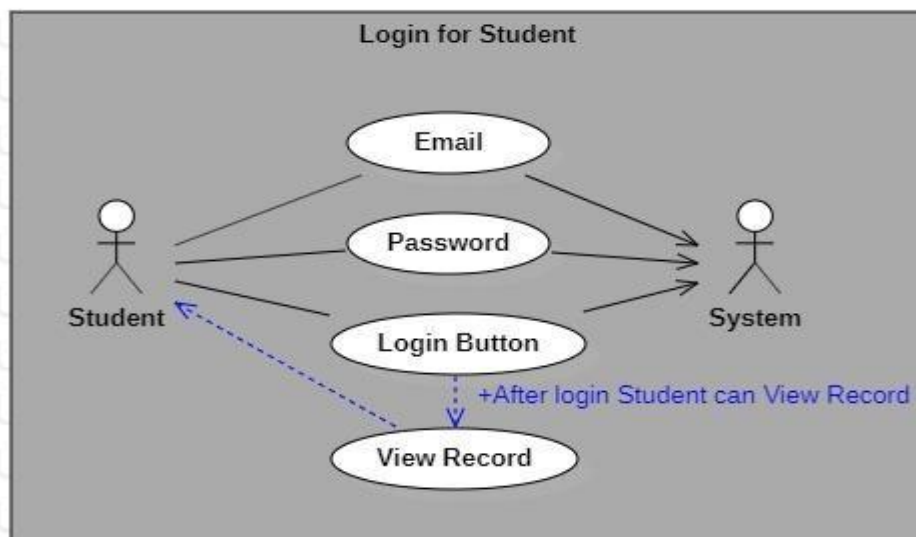 Login for Student
Email
Password
Student
System
Login Button
+After login Student can View Record
View Record